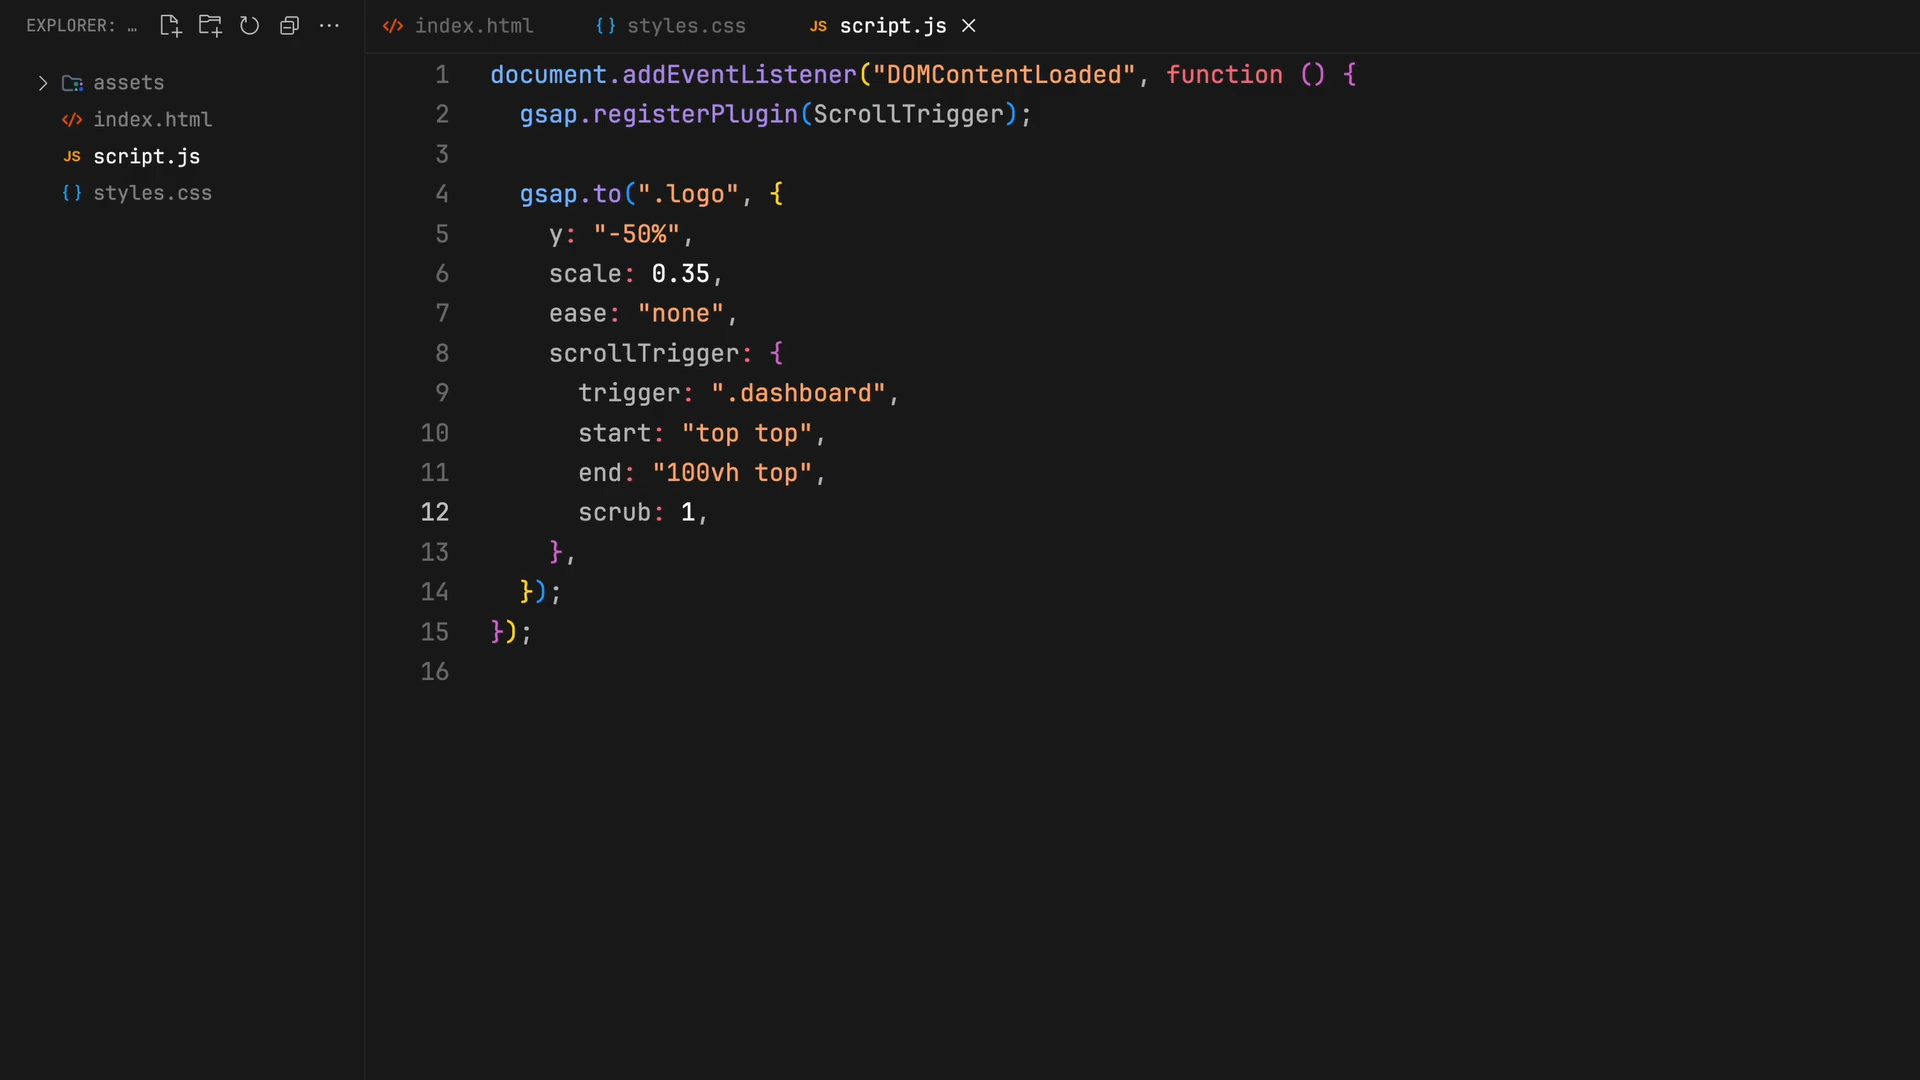 EXPLORER: …
assets
index.html
script.js
styles.css
index.html
styles.css
script.js
1 document.addEventListener("DOMContentLoaded", function () {
2   gsap.registerPlugin(ScrollTrigger);
3
4   gsap.to(".logo", {
5     y: "-50%",
6     scale: 0.35,
7     ease: "none",
8     scrollTrigger: {
9       trigger: ".dashboard",
10       start: "top top",
11       end: "100vh top",
12       scrub: 1,
13     },
14   });
15 });
16